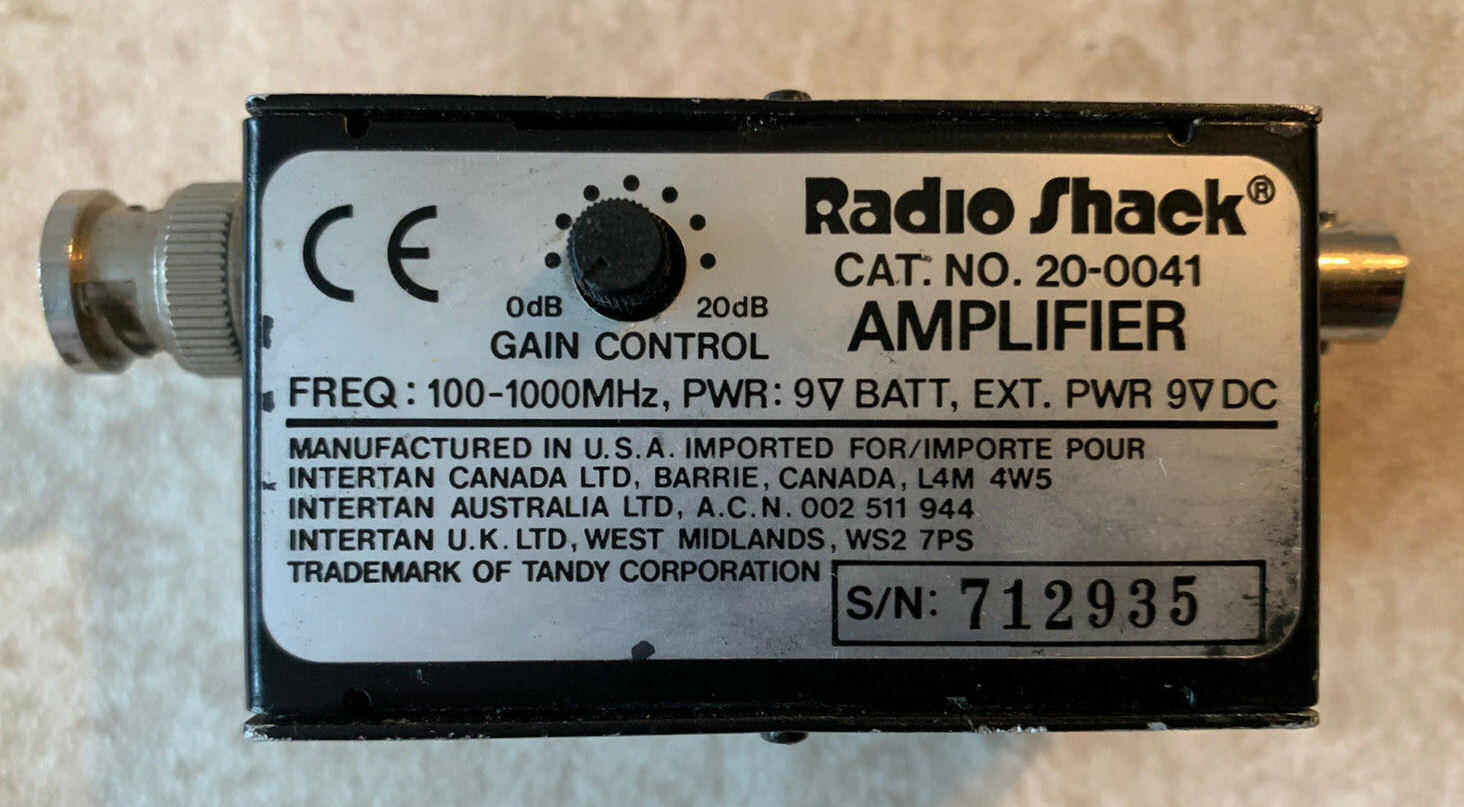 CE
Radio Shack®
CAT. NO. 20-0041
AMPLIFIER
0dB 20dB
GAIN CONTROL
FREQ: 100-1000MHz, PWR: 9V BATT, EXT. PWR 9V DC
MANUFACTURED IN U.S.A. IMPORTED FOR/IMPORTE POUR
INTERTAN CANADA LTD, BARRIE, CANADA, L4M 4W5
INTERTAN AUSTRALIA LTD, A.C.N. 002 511 944
INTERTAN U.K. LTD, WEST MIDLANDS, WS2 7PS
TRADEMARK OF TANDY CORPORATION
S/N: 712935